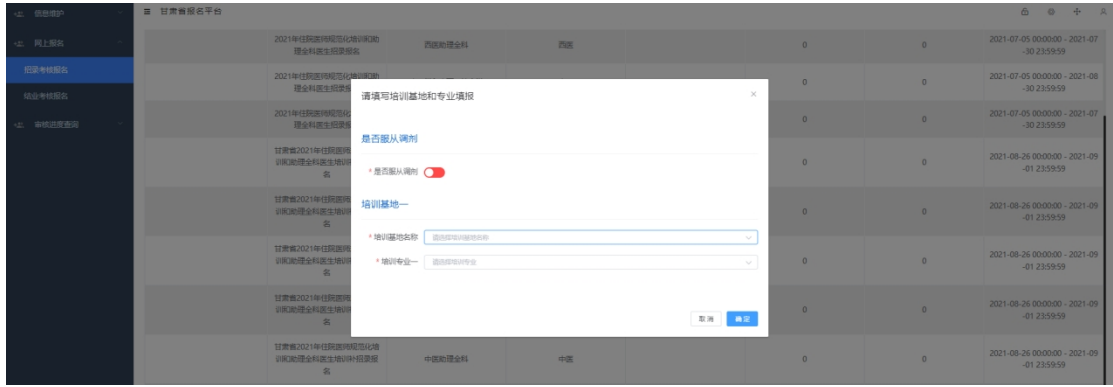 信息维护
甘肃省报名平台
网上报名
招录考核报名
结合考核报名
审核进度查询
2021年住院医师规范化培训和助
理全科医生招录报名
西医助理全科
西医
0
0
2021-07-05 00:00:00 - 2021-07
-30 23:59:59
2021年住院医师规范化培训和助
理全科医生招录报
0
0
2021-07-05 00:00:00 - 2021-08
-30 23:59:59
2021年住院医师规范化
理全科医生招录报
0
0
2021-07-05 00:00:00 - 2021-07
-30 23:59:59
甘肃省2021年住院医师
训和助理全科医生培训
名
0
0
2021-08-26 00:00:00 - 2021-09
-01 23:59:59
甘肃省2021年住院医师
训和助理全科医生培训
名
0
0
2021-08-26 00:00:00 - 2021-09
-01 23:59:59
甘肃省2021年住院医师
训和助理全科医生培训
名
0
0
2021-08-26 00:00:00 - 2021-09
-01 23:59:59
甘肃省2021年住院医师
训和助理全科医生培训
名
0
0
2021-08-26 00:00:00 - 2021-09
-01 23:59:59
甘肃省2021年住院医师规范化培
训和助理全科医生培训补招录报
名
中医助理全科
中医
0
0
2021-08-26 00:00:00 - 2021-09
-01 23:59:59
请填写培训基地和专业填报
是否服从调剂
* 是否服从调剂
培训基地一
* 培训基地名称 请选择培训基地名称
* 培训专业一 请选择培训专业
取消 确定